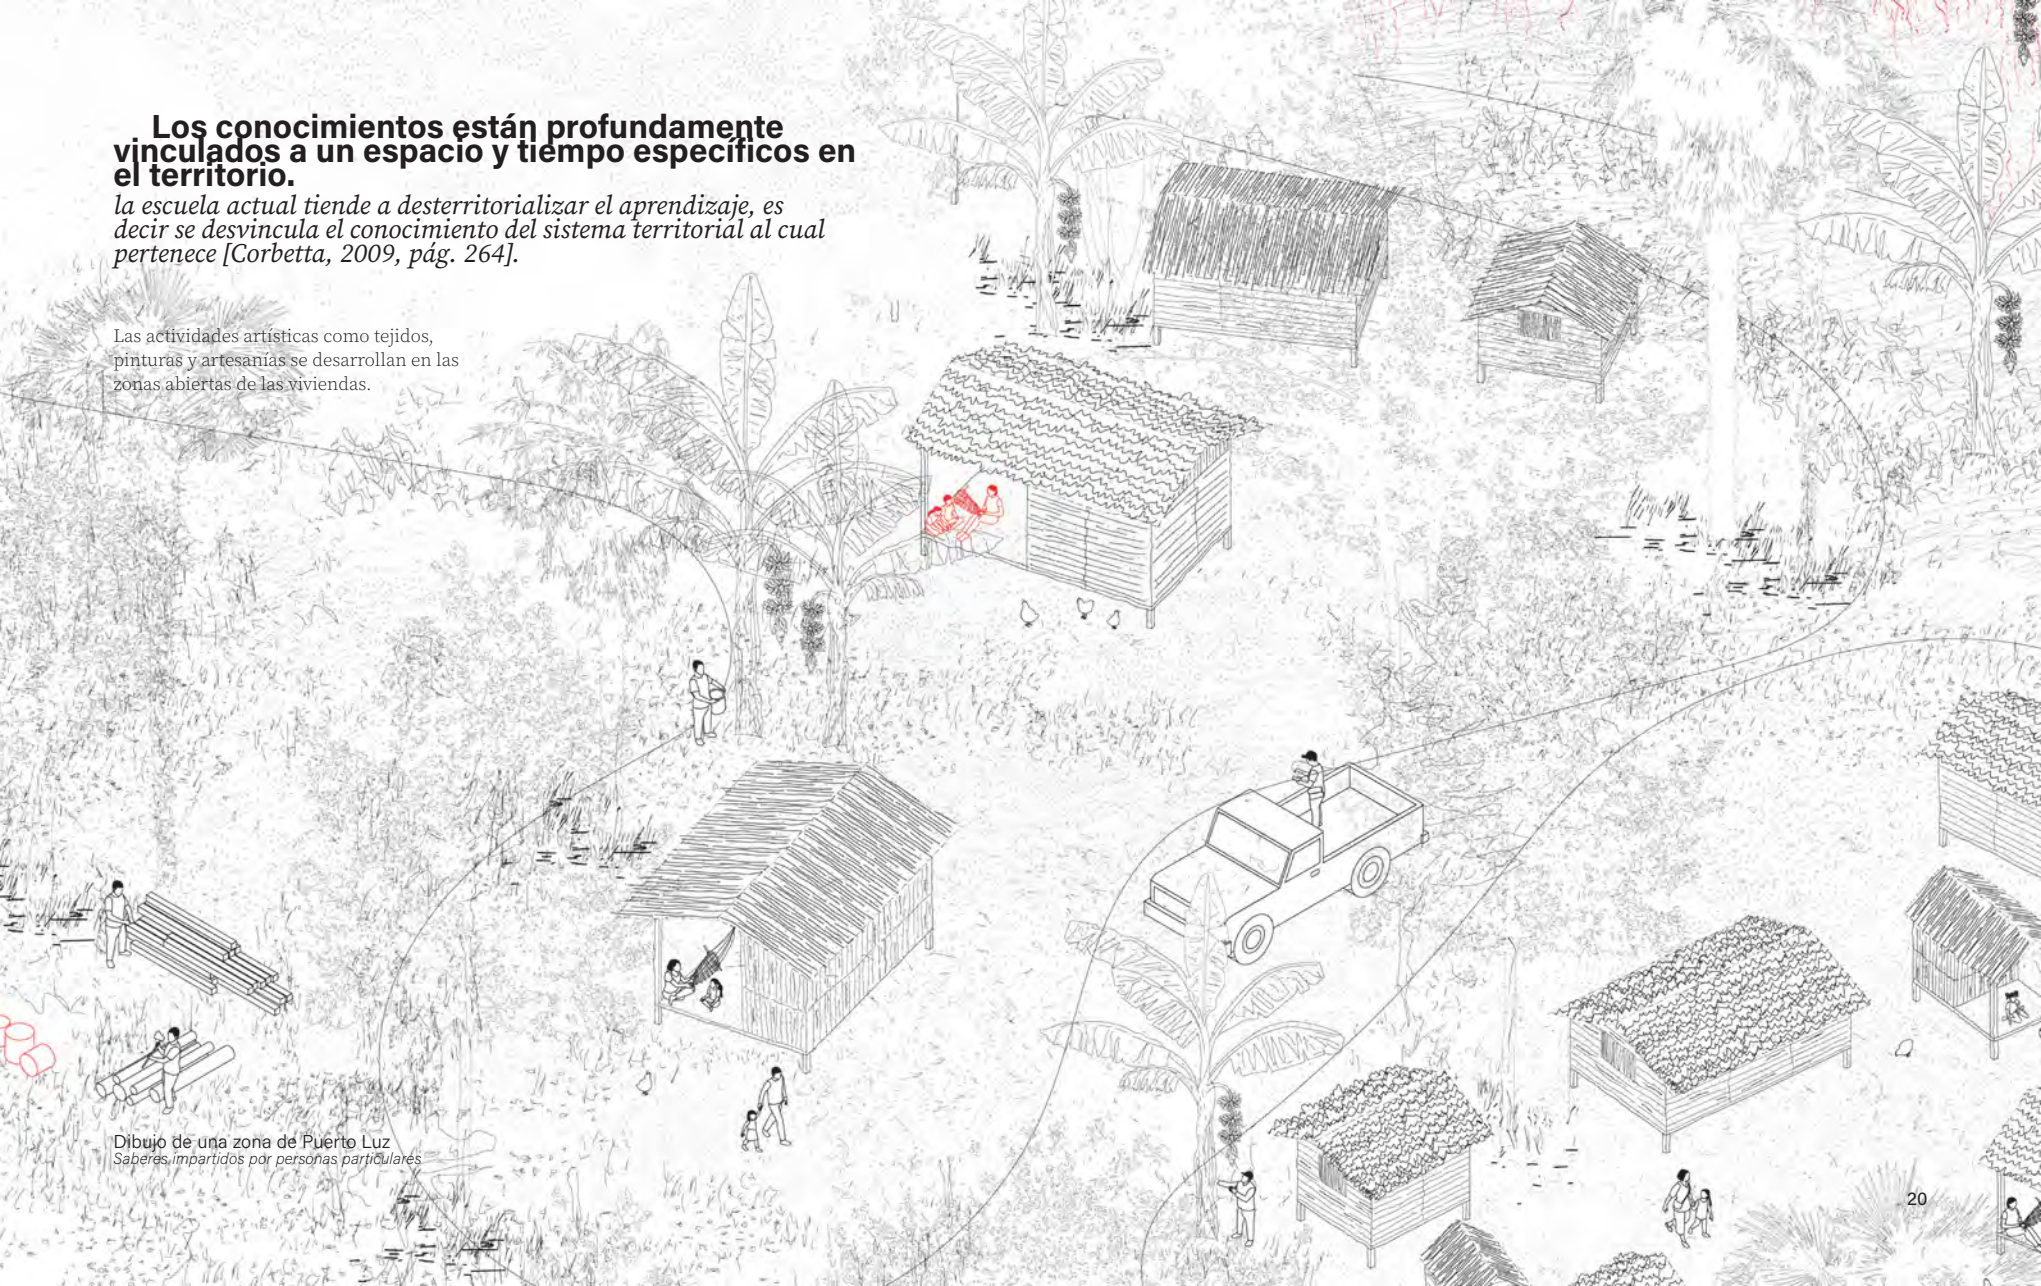 Los conocimientos están profundamente
vinculados a un espacio y tiempo específicos en
el territorio.
la escuela actual tiende a desterritorializar el aprendizaje, es
decir se desvincula el conocimiento del sistema territorial al cual
pertenece [Corbetta, 2009, pág. 264].
Las actividades artísticas como tejidos,
pinturas y artesanías se desarrollan en las
zonas abiertas de las viviendas.
Dibujo de una zona de Puerto Luz
Saberes impartidos por personas particulares
20